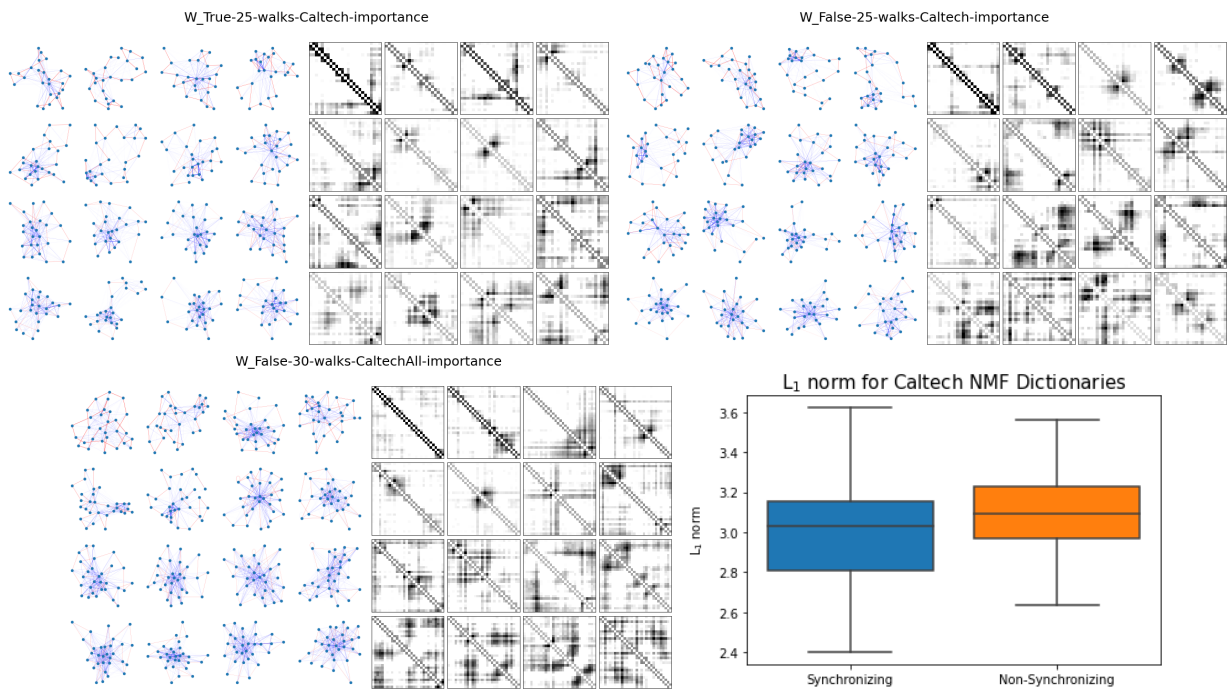 W_True-25-walks-Caltech-importance
W_False-25-walks-Caltech-importance
W_False-30-walks-CaltechAll-importance
L₁ norm for Caltech NMF Dictionaries
L₁ norm
3.6
3.4
3.2
3.0
2.8
2.6
2.4
Synchronizing
Non-Synchronizing